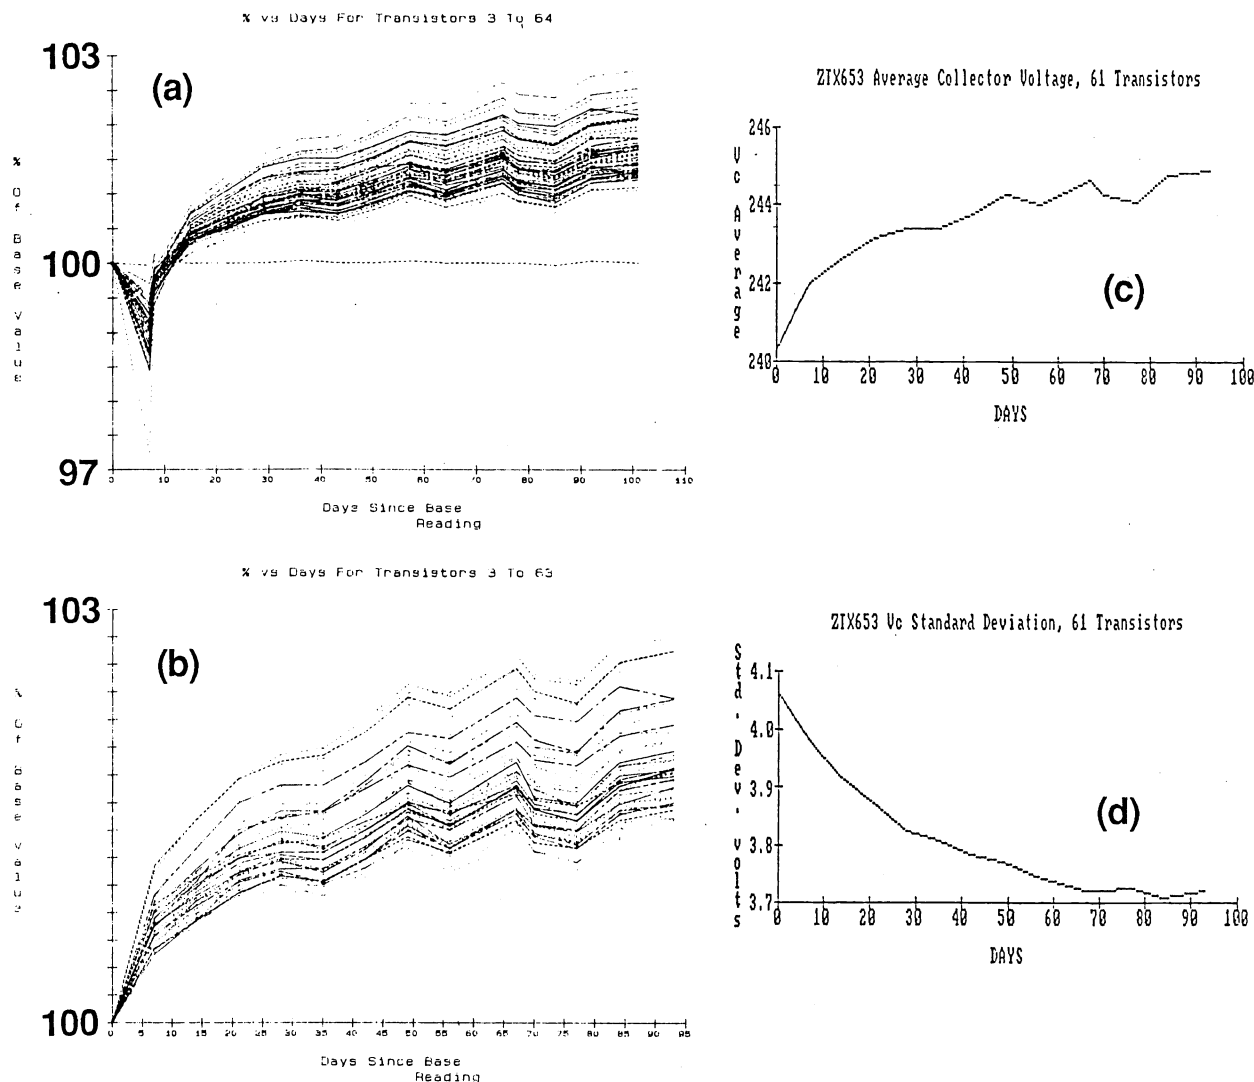 % vs Days For Transistors 3 To 64
103
(a)
% Of Base Value
100
97
0 10 20 30 40 50 60 70 80 90 100 110
Days Since Base
Reading
ZTX653 Average Collector Voltage, 61 Transistors
Vc Average
246
244
242
240
(c)
0 10 20 30 40 50 60 70 80 90 100
DAYS
% vs Days For Transistors 3 To 63
103
(b)
% Of Base Value
100
0 5 10 15 20 25 30 35 40 45 50 55 60 65 70 75 80 85 90 95
Days Since Base
Reading
ZTX653 Vc Standard Deviation, 61 Transistors
Std. Dev. volts
4.1
4.0
3.9
3.8
3.7
(d)
0 10 20 30 40 50 60 70 80 90 100
DAYS